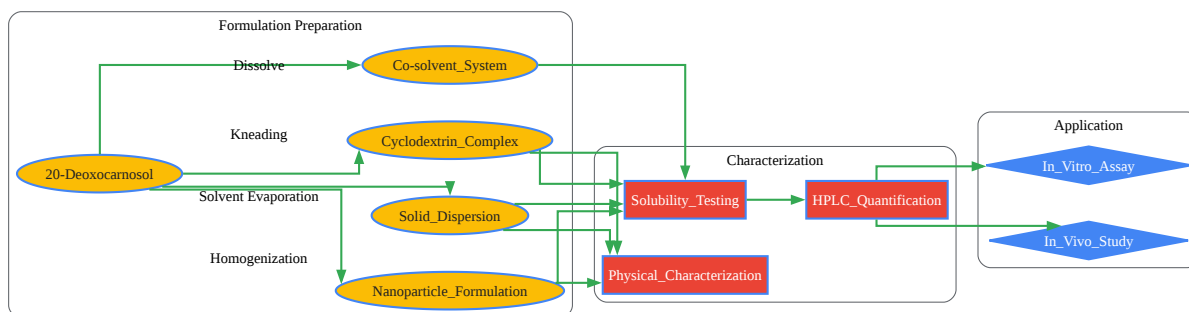 Formulation Preparation
Dissolve
Co-solvent_System
Kneading
Cyclodextrin_Complex
20-Deoxocarnosol
Solvent Evaporation
Solid_Dispersion
Homogenization
Nanoparticle_Formulation
Characterization
Solubility_Testing
HPLC_Quantification
Physical_Characterization
Application
In_Vitro_Assay
In_Vivo_Study